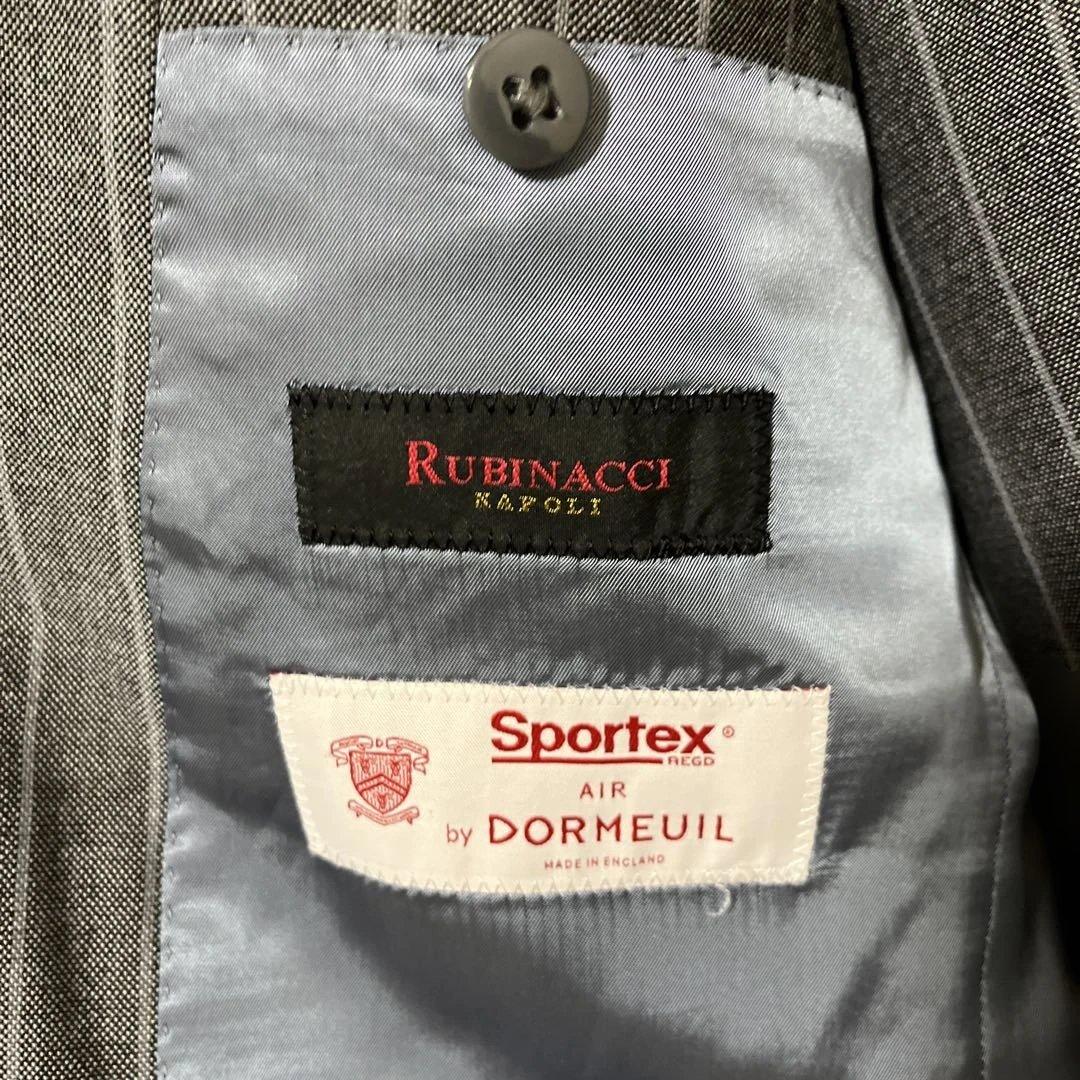 RUBINACCI
NAPOLI
Sportex®
REGD
AIR
by DORMEUIL
MADE IN ENGLAND